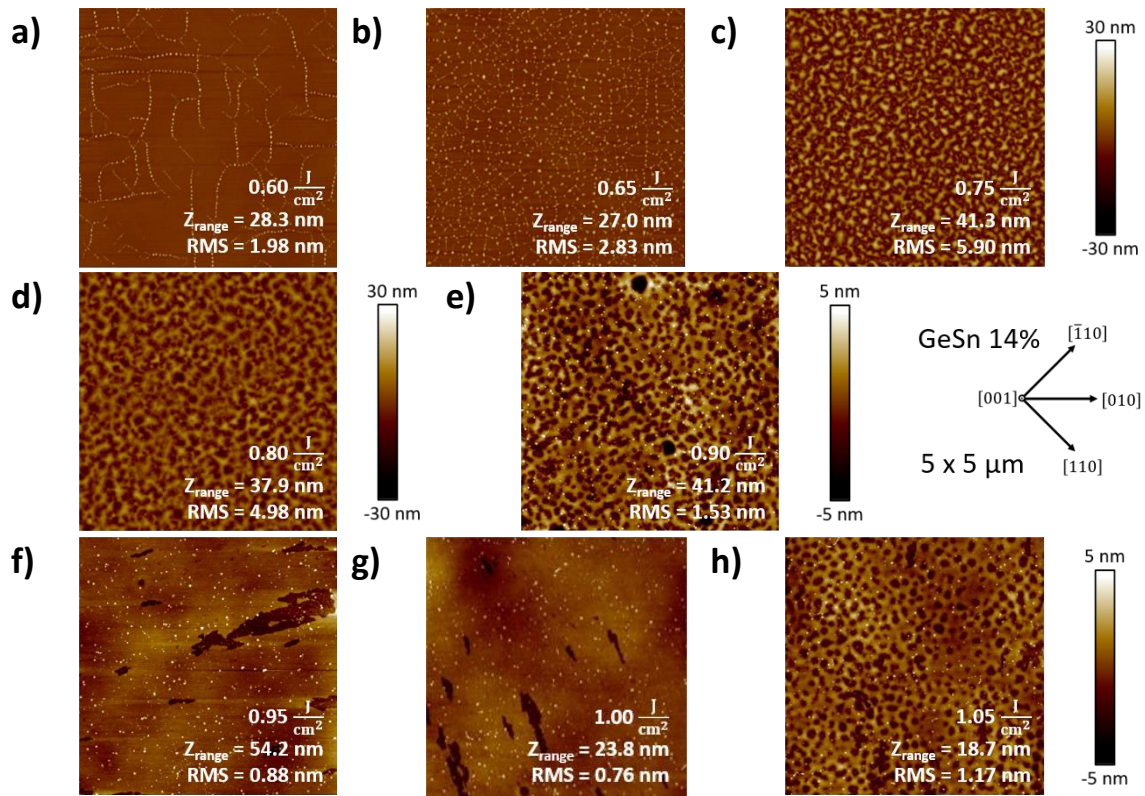 a)
0.60 J/cm²
Zrange = 28.3 nm
RMS = 1.98 nm
b)
0.65 J/cm²
Zrange = 27.0 nm
RMS = 2.83 nm
c)
0.75 J/cm²
Zrange = 41.3 nm
RMS = 5.90 nm
30 nm
-30 nm
d)
0.80 J/cm²
Zrange = 37.9 nm
RMS = 4.98 nm
30 nm
-30 nm
e)
0.90 J/cm²
Zrange = 41.2 nm
RMS = 1.53 nm
5 nm
-5 nm
GeSn 14%
[1̅10]
[001]
[010]
[110]
5 x 5 µm
f)
0.95 J/cm²
Zrange = 54.2 nm
RMS = 0.88 nm
g)
1.00 J/cm²
Zrange = 23.8 nm
RMS = 0.76 nm
h)
1.05 J/cm²
Zrange = 18.7 nm
RMS = 1.17 nm
5 nm
-5 nm